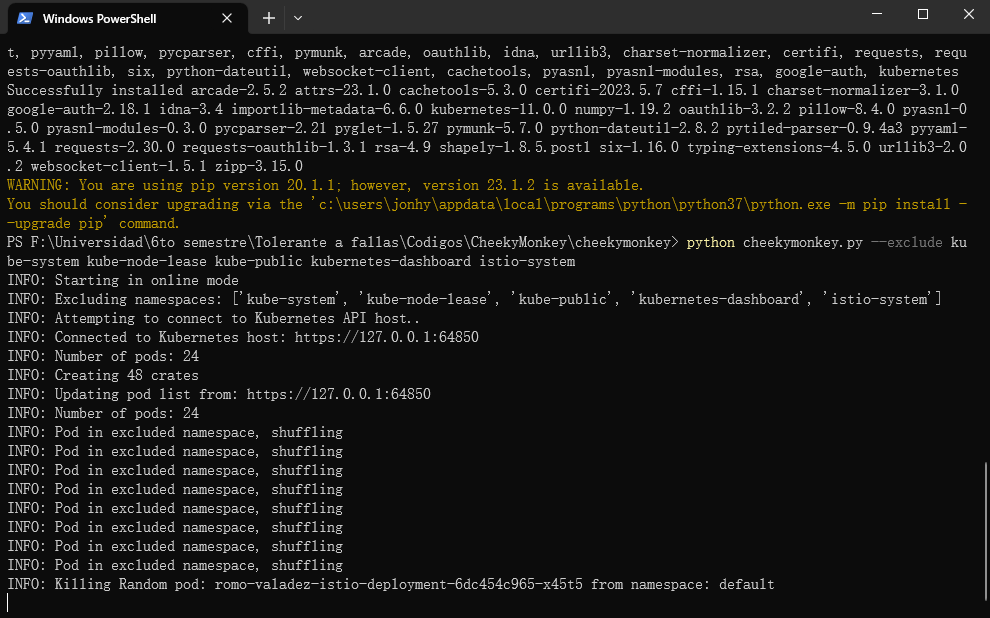 Windows PowerShell
t, pyyaml, pillow, pycparser, cffi, pymunk, arcade, oauthlib, idna, urllib3, charset-normalizer, certifi, requests, requ
ests-oauthlib, six, python-dateutil, websocket-client, cachetools, pyasn1, pyasn1-modules, rsa, google-auth, kubernetes
Successfully installed arcade-2.5.2 attrs-23.1.0 cachetools-5.3.0 certifi-2023.5.7 cffi-1.15.1 charset-normalizer-3.1.0
google-auth-2.18.1 idna-3.4 importlib-metadata-6.6.0 kubernetes-11.0.0 numpy-1.19.2 oauthlib-3.2.2 pillow-8.4.0 pyasn1-0
.5.0 pyasn1-modules-0.3.0 pycparser-2.21 pyglet-1.5.27 pymunk-5.7.0 python-dateutil-2.8.2 pytiled-parser-0.9.4a3 pyyaml-
5.4.1 requests-2.30.0 requests-oauthlib-1.3.1 rsa-4.9 shapely-1.8.5.post1 six-1.16.0 typing-extensions-4.5.0 urllib3-2.0
.2 websocket-client-1.5.1 zipp-3.15.0
WARNING: You are using pip version 20.1.1; however, version 23.1.2 is available.
You should consider upgrading via the 'c:\users\jonhy\appdata\local\programs\python\python37\python.exe -m pip install -
-upgrade pip' command.
PS F:\Universidad\6to semestre\Tolerante a fallas\Codigos\CheekyMonkey\cheekymonkey> python cheekymonkey.py --exclude ku
be-system kube-node-lease kube-public kubernetes-dashboard istio-system
INFO: Starting in online mode
INFO: Excluding namespaces: ['kube-system', 'kube-node-lease', 'kube-public', 'kubernetes-dashboard', 'istio-system']
INFO: Attempting to connect to Kubernetes API host..
INFO: Connected to Kubernetes host: https://127.0.0.1:64850
INFO: Number of pods: 24
INFO: Creating 48 crates
INFO: Updating pod list from: https://127.0.0.1:64850
INFO: Number of pods: 24
INFO: Pod in excluded namespace, shuffling
INFO: Pod in excluded namespace, shuffling
INFO: Pod in excluded namespace, shuffling
INFO: Pod in excluded namespace, shuffling
INFO: Pod in excluded namespace, shuffling
INFO: Pod in excluded namespace, shuffling
INFO: Pod in excluded namespace, shuffling
INFO: Pod in excluded namespace, shuffling
INFO: Killing Random pod: romo-valadez-istio-deployment-6dc454c965-x45t5 from namespace: default